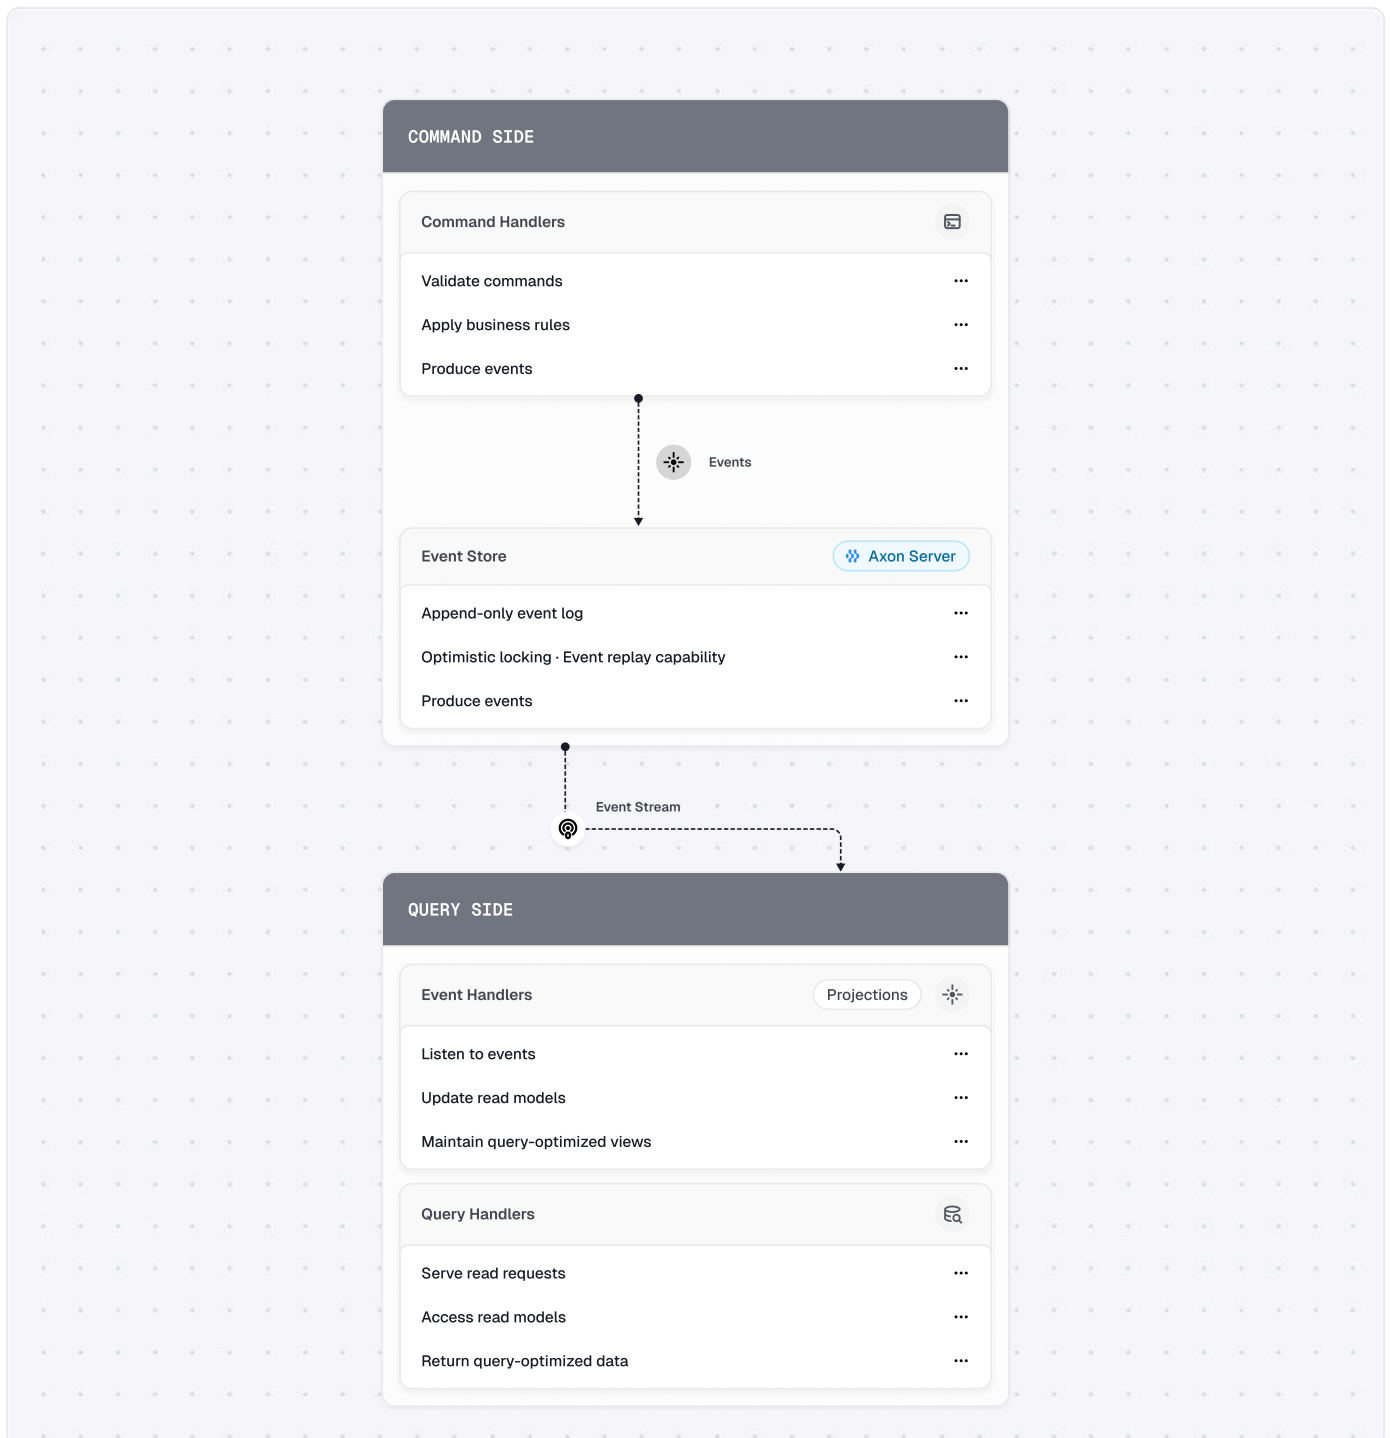 COMMAND SIDE
Command Handlers
Validate commands
Apply business rules
Produce events
Events
Event Store
Axon Server
Append-only event log
Optimistic locking · Event replay capability
Produce events
Event Stream
QUERY SIDE
Event Handlers
Projections
Listen to events
Update read models
Maintain query-optimized views
Query Handlers
Serve read requests
Access read models
Return query-optimized data